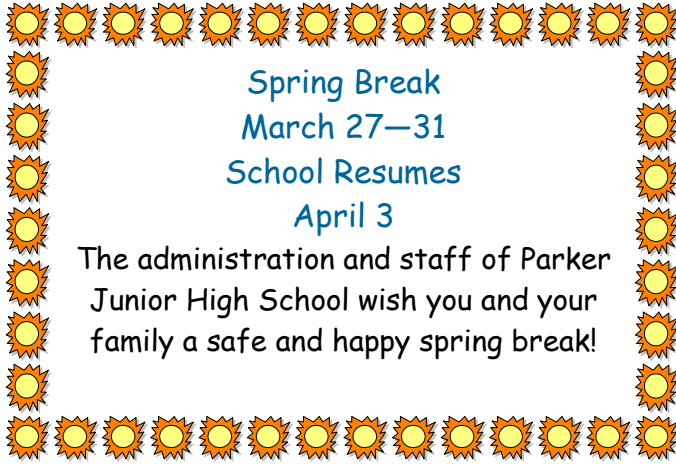 Spring Break
March 27—31
School Resumes
April 3
The administration and staff of Parker
Junior High School wish you and your
family a safe and happy spring break!